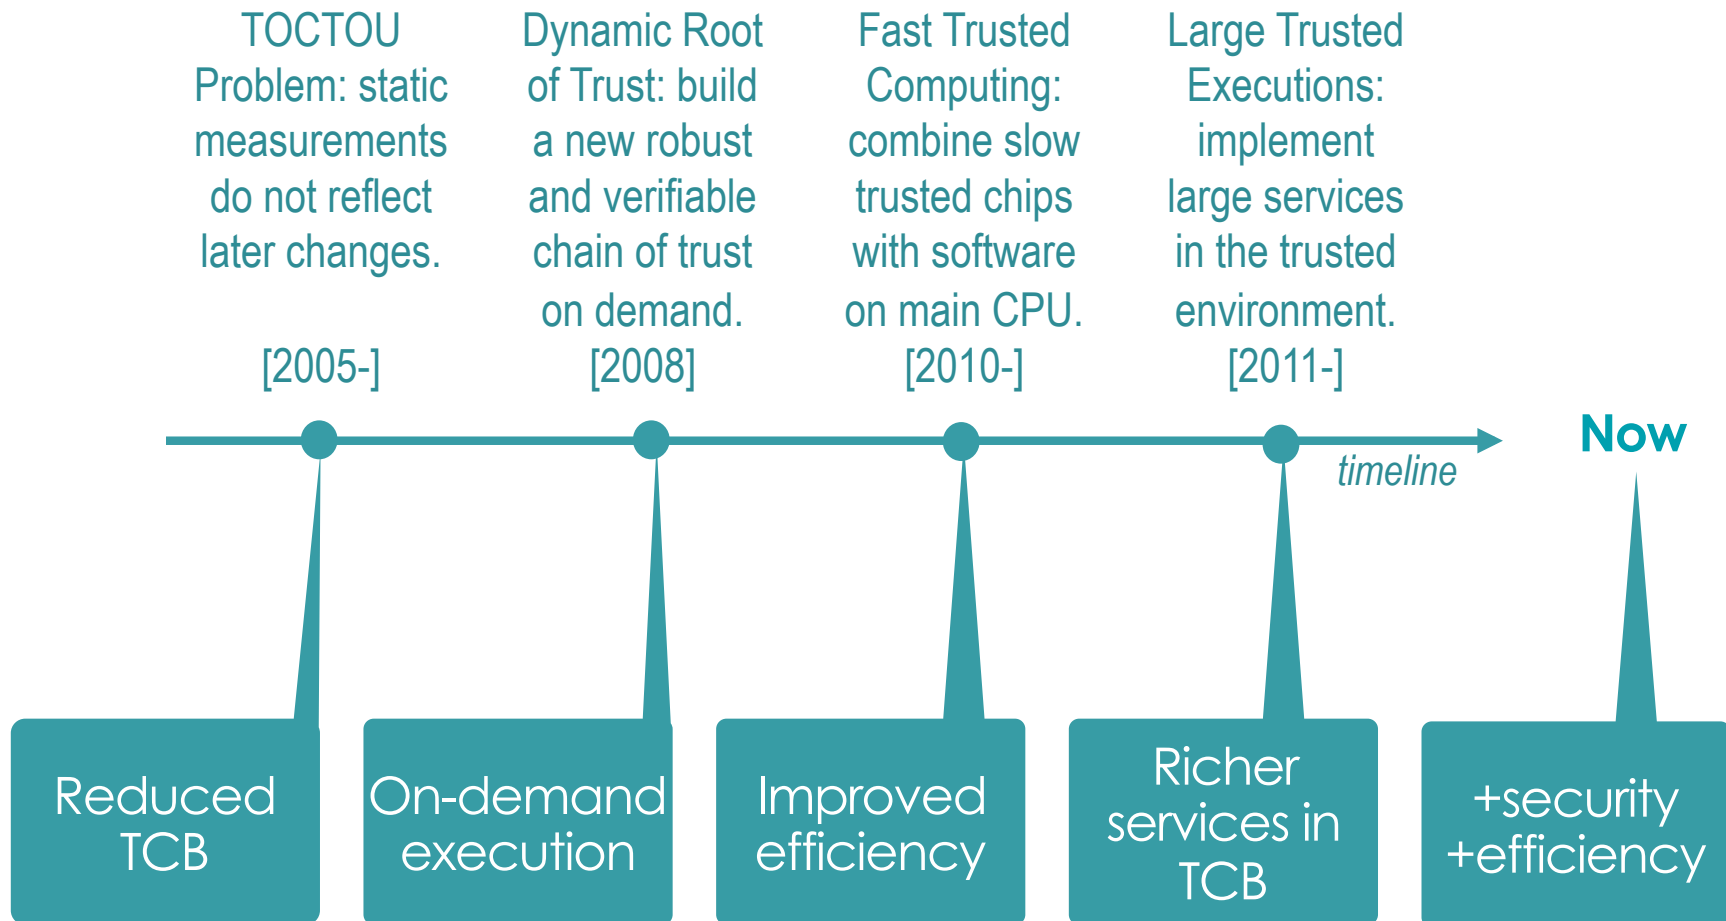 TOCTOU
Problem: static
measurements
do not reflect
later changes.
[2005-]
Dynamic Root
of Trust: build
a new robust
and verifiable
chain of trust
on demand.
[2008]
Fast Trusted
Computing:
combine slow
trusted chips
with software
on main CPU.
[2010-]
Large Trusted
Executions:
implement
large services
in the trusted
environment.
[2011-]
timeline
Now
Reduced
TCB
On-demand
execution
Improved
efficiency
Richer
services in
TCB
+security
+efficiency